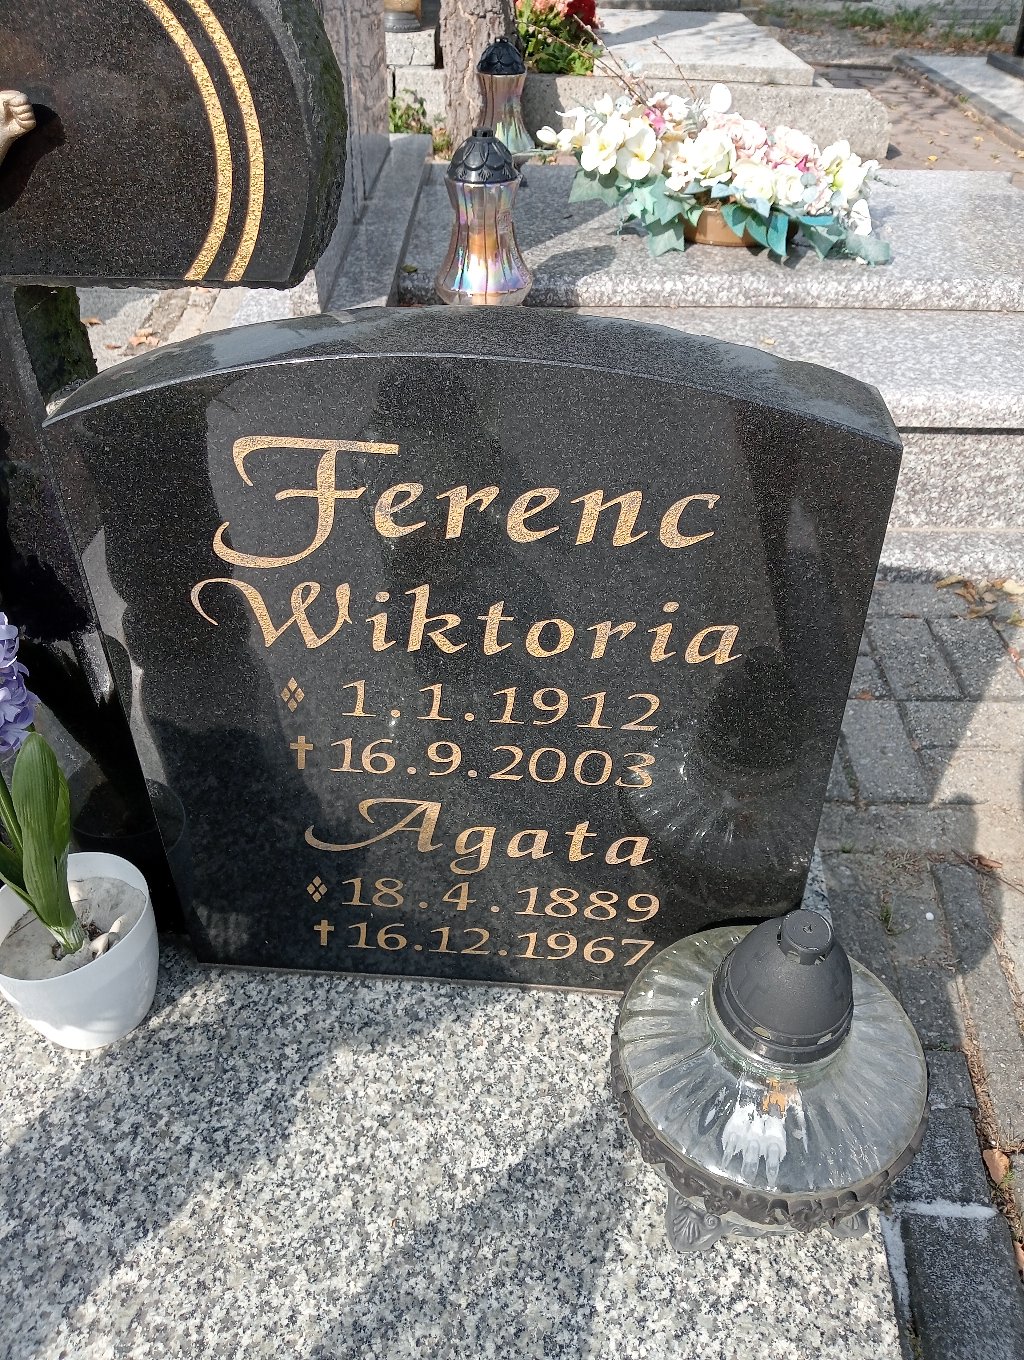 Ferenc
Wiktoria
1.1.1912
✝16.9.2003
Agata
18.4.1889
✝16.12.1967